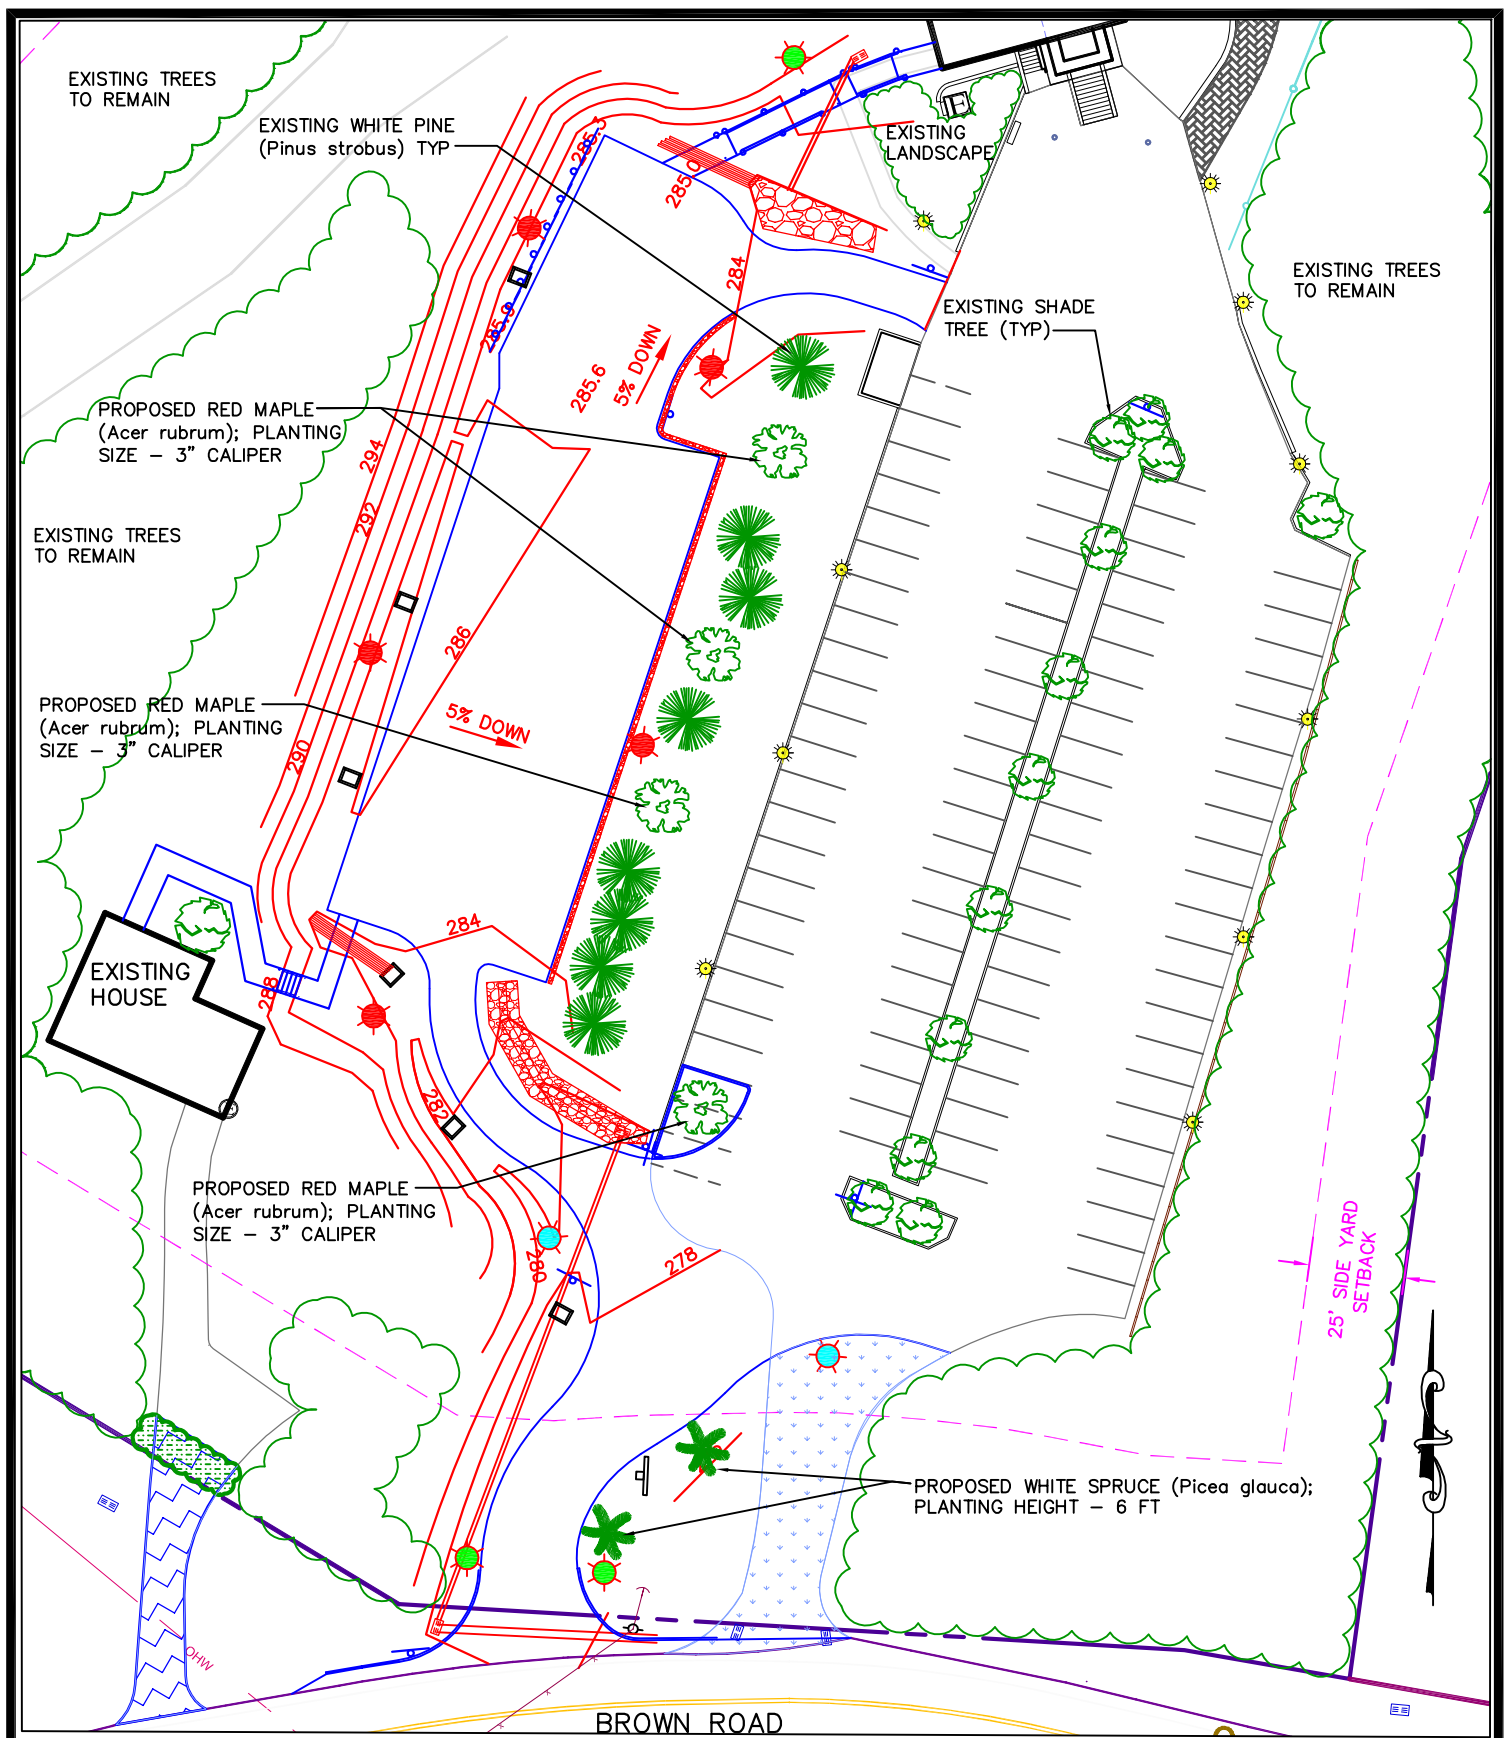 EXISTING TREES
TO REMAIN
EXISTING WHITE PINE
(Pinus strobus) TYP
285.3
285.0
EXISTING
LANDSCAPE
E
284
EXISTING TREES
TO REMAIN
285.9
EXISTING SHADE
TREE (TYP)
285.6
5% DOWN
PROPOSED RED MAPLE
(Acer rubrum); PLANTING
SIZE – 3" CALIPER
294
292
EXISTING TREES
TO REMAIN
286
PROPOSED RED MAPLE
(Acer rubrum); PLANTING
SIZE – 3" CALIPER
5% DOWN
290
284
EXISTING
HOUSE
288
282
PROPOSED RED MAPLE
(Acer rubrum); PLANTING
SIZE – 3" CALIPER
280
278
25' SIDE YARD
SETBACK
PROPOSED WHITE SPRUCE (Picea glauca);
PLANTING HEIGHT – 6 FT
OHW
BROWN ROAD